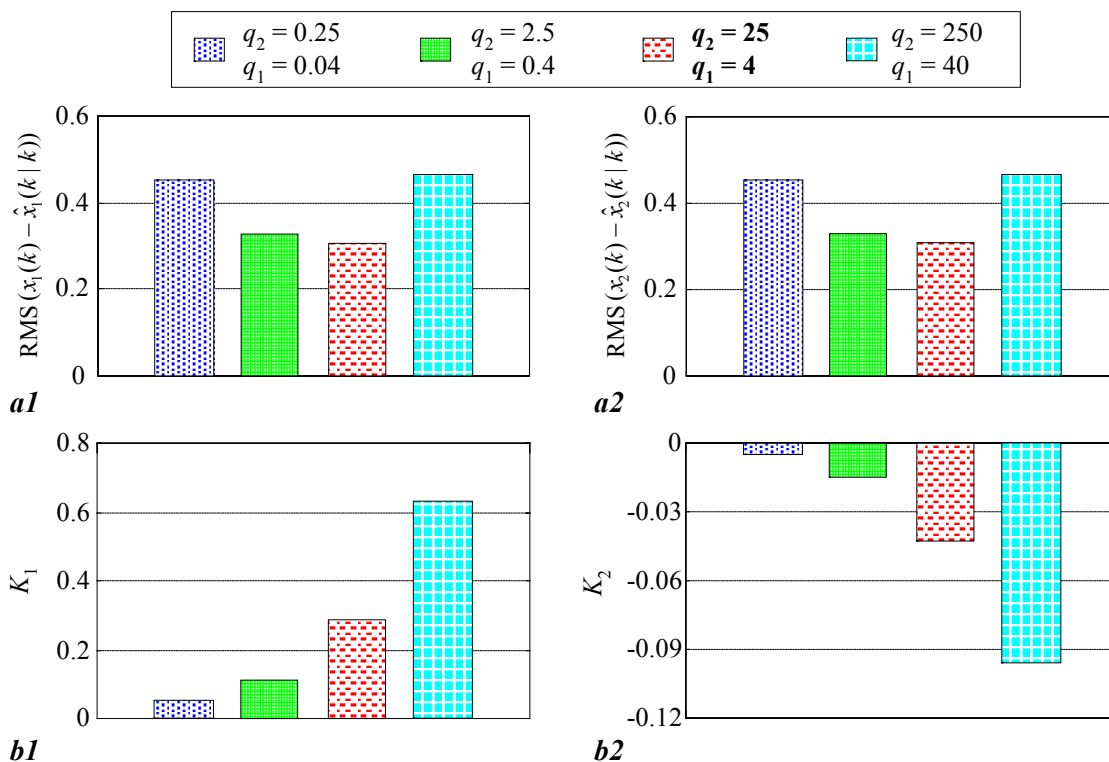 q₂ = 0.25 q₂ = 2.5 q₂ = 25 q₂ = 250
q₁ = 0.04 q₁ = 0.4 q₁ = 4 q₁ = 40
RMS(x₁(k) − x̂₁(k | k))
0.6
0.4
0.2
0
a1
RMS(x₂(k) − x̂₂(k | k))
0.6
0.4
0.2
0
a2
K₁
0.8
0.6
0.4
0.2
0
b1
K₂
0
-0.03
-0.06
-0.09
-0.12
b2